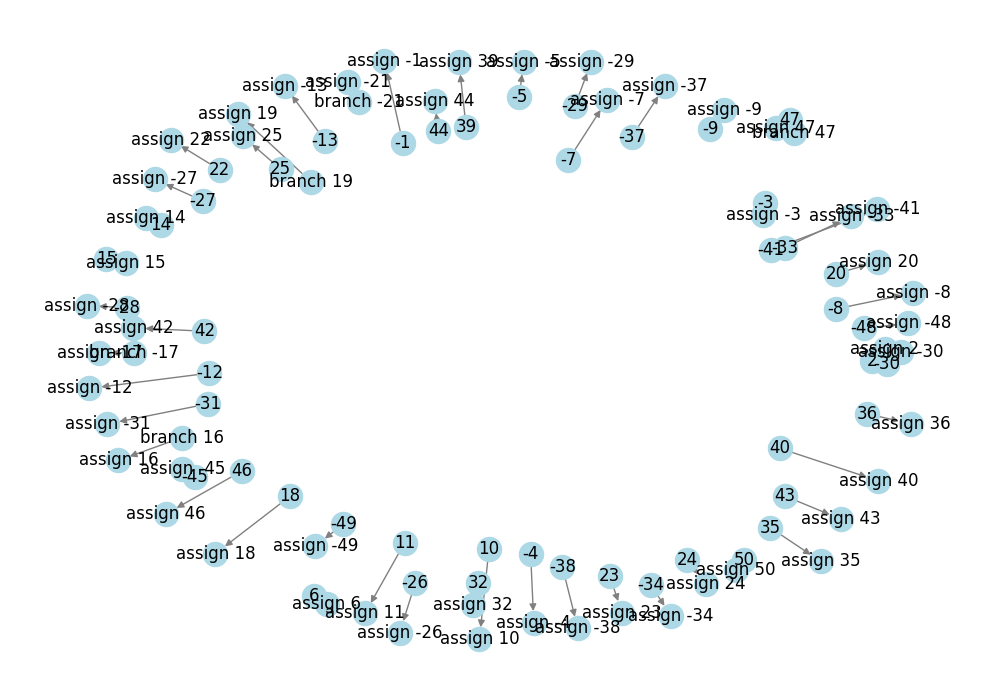 assign -1
assign 39
assign -5
assign -29
assign -21
assign -13
assign -37
branch -21
assign 44
-5
assign -7
-29
assign -9
assign 19
47
assign 47
branch 47
-9
assign 25
44
39
-37
assign 22
-13
-1
-7
25
22
branch 19
assign -27
-27
-3
assign -3
assign -41
assign -33
assign 14
14
-41
-33
15
assign 15
assign 20
20
assign -8
assign -28
-28
-8
assign 42
42
-48
assign -48
assign -17
branch -17
assign 2
assign -30
2
-30
-12
assign -12
-31
assign -31
36
assign 36
branch 16
assign 16
40
assign -45
-45
46
assign 40
18
43
assign 46
assign 43
-49
35
assign 18
assign -49
11
10
-4
24
50
assign 35
-38
assign 50
-26
32
23
-34
assign 24
6
assign 6
assign 32
assign 11
assign 23
assign -34
assign -4
assign -38
assign -26
assign 10